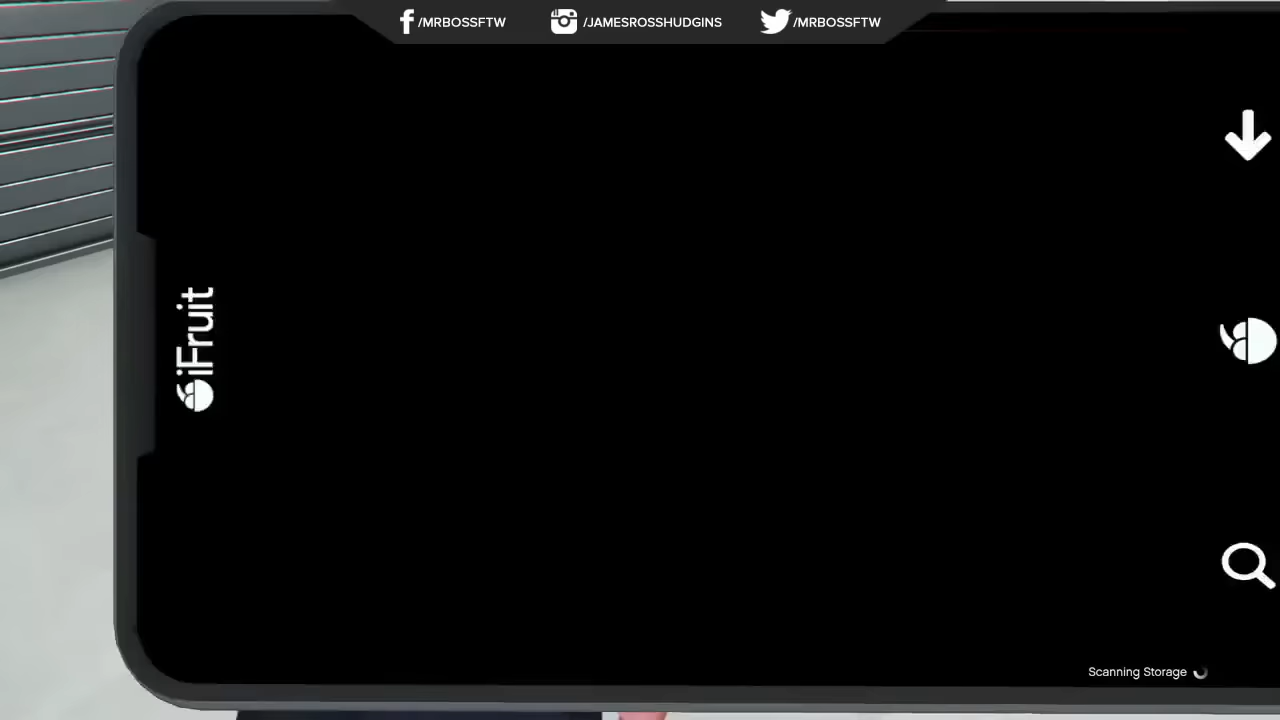 /MRBOSSFTW
/JAMESROSSHUDGINS
/MRBOSSFTW
iFruit
Scanning Storage